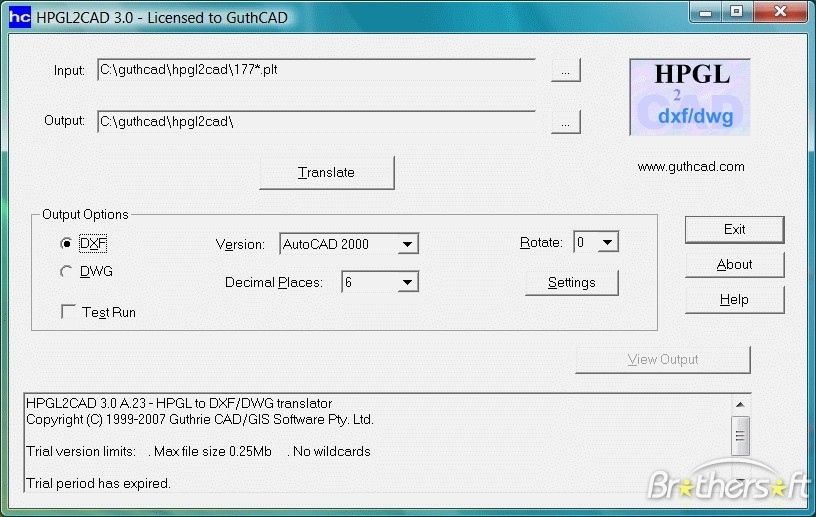 hc HPGL2CAD 3.0 - Licensed to GuthCAD
Input: C:\guthcad\hpgl2cad\177*.plt ...
Output: C:\guthcad\hpgl2cad\ ...
HPGL
2
CAD
dxf/dwg
www.guthcad.com
Translate
Output Options
DXF
Version: AutoCAD 2000
Rotate: 0
DWG
Decimal Places: 6
Settings
Test Run
Exit
About
Help
View Output
HPGL2CAD 3.0 A.23 - HPGL to DXF/DWG translator
Copyright (C) 1999-2007 Guthrie CAD/GIS Software Pty. Ltd.
Trial version limits: . Max file size 0.25Mb . No wildcards
Trial period has expired.
Brothersoft